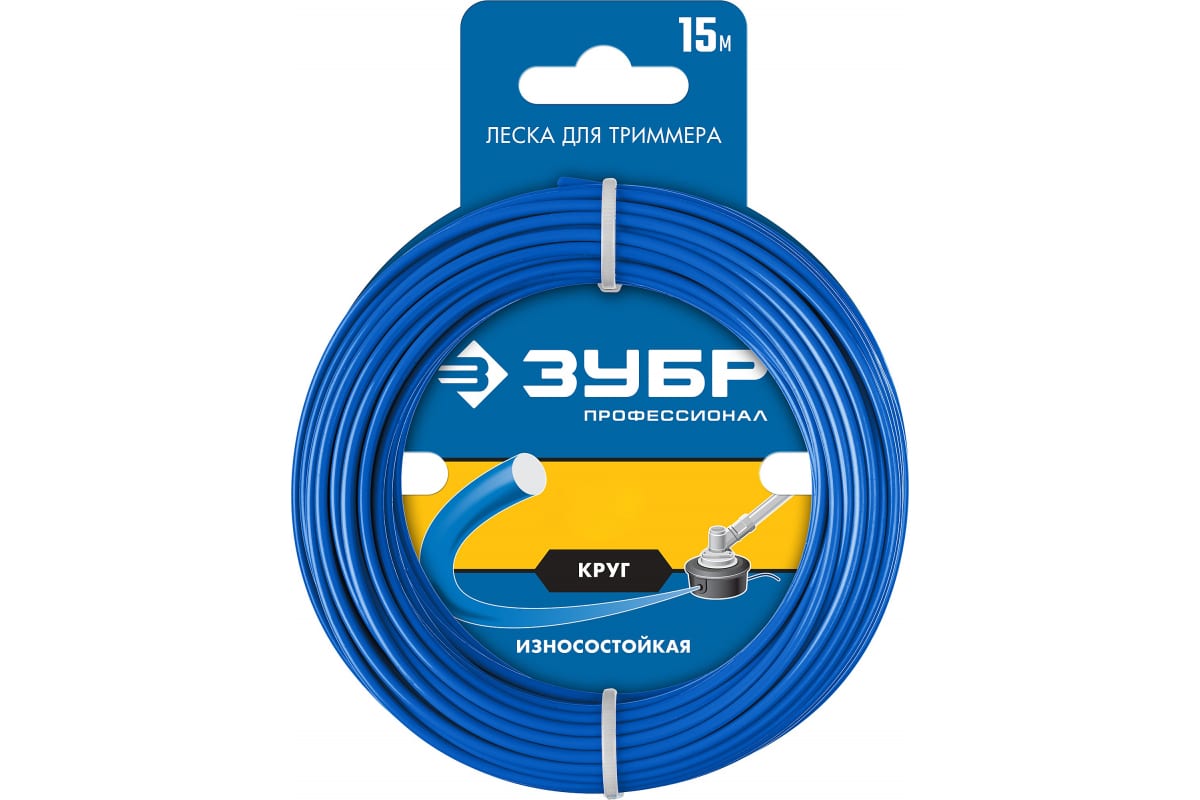 15м
ЛЕСКА ДЛЯ ТРИММЕРА
ЗУБР
ПРОФЕССИОНАЛ
КРУГ
ИЗНОСОСТОЙКАЯ